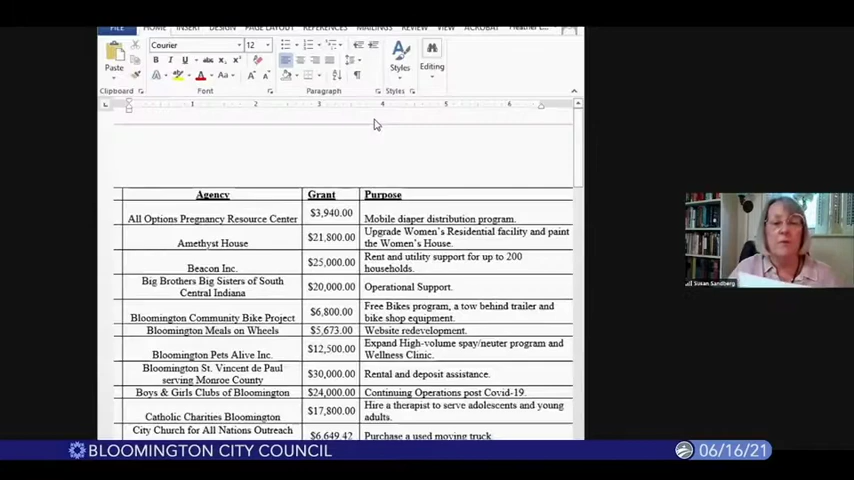 FILE HOME INSERT DESIGN PAGE LAYOUT REFERENCES MAILINGS REVIEW VIEW ACROBAT
Courier 12
Paste
Styles
Editing
Clipboard Font Paragraph Styles
1 2 3 4 5 6
Agency Grant Purpose
All Options Pregnancy Resource Center $3,940.00 Mobile diaper distribution program.
Amethyst House $21,800.00 Upgrade Women's Residential facility and paint
the Women's House.
Beacon Inc. $25,000.00 Rent and utility support for up to 200
households.
Big Brothers Big Sisters of South
Central Indiana $20,000.00 Operational Support.
Bloomington Community Bike Project $6,800.00 Free Bikes program, a tow behind trailer and
bike shop equipment.
Bloomington Meals on Wheels $5,673.00 Website redevelopment.
Bloomington Pets Alive Inc. $12,500.00 Expand High-volume spay/neuter program and
Wellness Clinic.
Bloomington St. Vincent de Paul
serving Monroe County $30,000.00 Rental and deposit assistance.
Boys & Girls Clubs of Bloomington $24,000.00 Continuing Operations post Covid-19.
Catholic Charities Bloomington $17,800.00 Hire a therapist to serve adolescents and young
adults.
City Church for All Nations Outreach $6,649.42 Purchase a used moving truck.
Susan Sandberg
BLOOMINGTON CITY COUNCIL
06/16/21